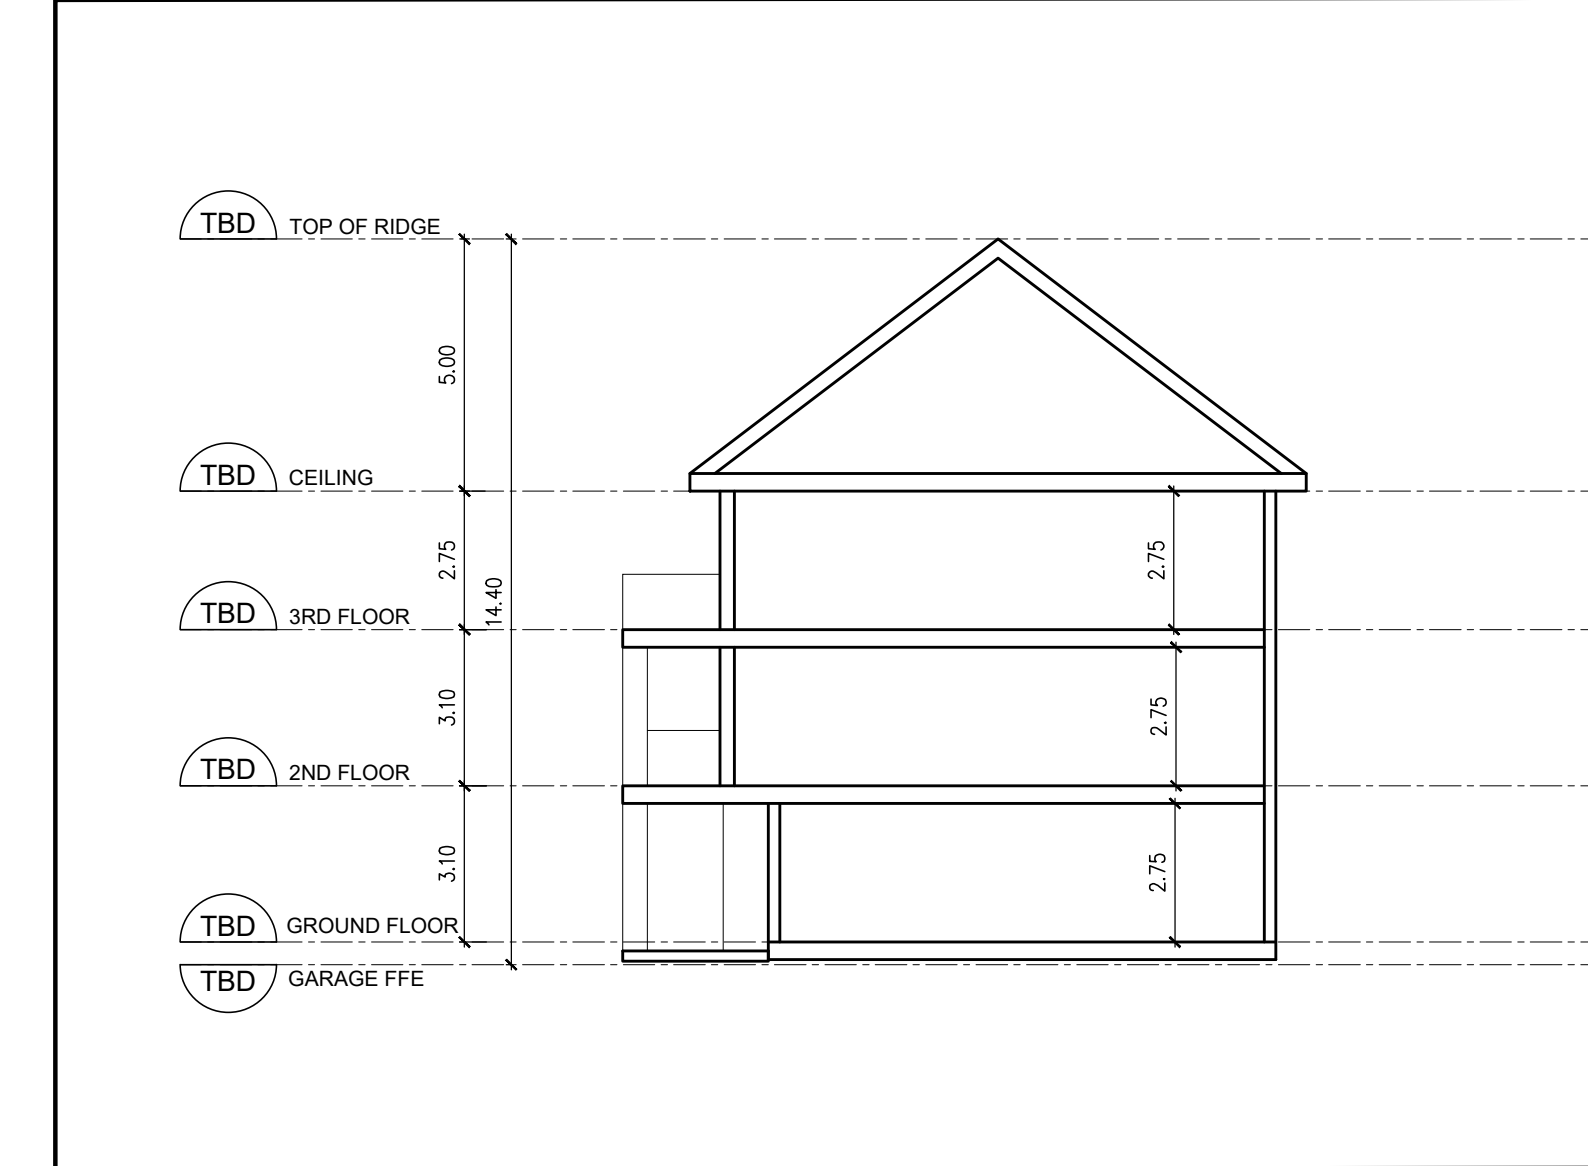 TBD TOP OF RIDGE
5.00
TBD CEILING
2.75
2.75
14.40
TBD 3RD FLOOR
3.10
2.75
TBD 2ND FLOOR
3.10
2.75
TBD GROUND FLOOR
TBD GARAGE FFE